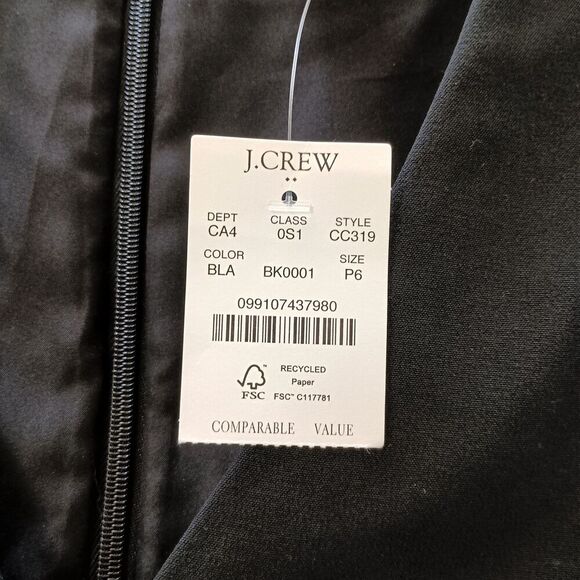 J.CREW
DEPT CLASS STYLE
CA4 0S1 CC319
COLOR SIZE
BLA BK0001 P6
099107437980
RECYCLED
Paper
FSC FSC™ C117781
COMPARABLE VALUE